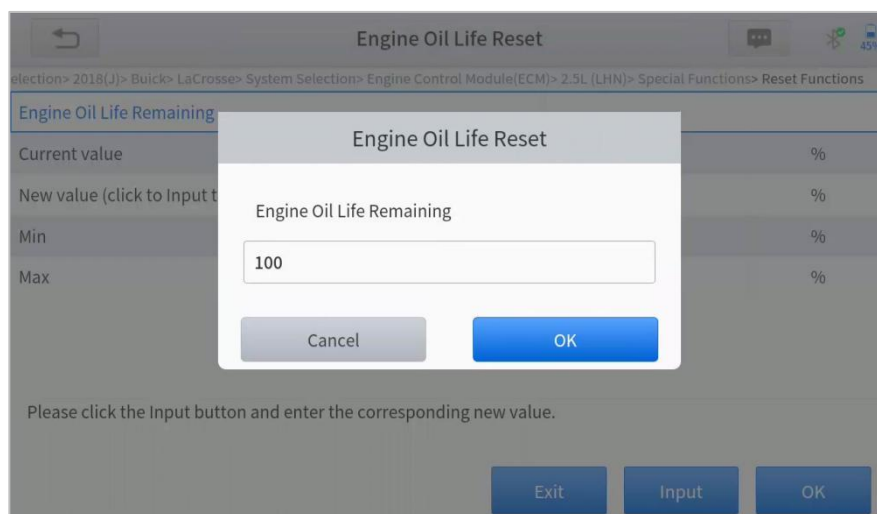 Engine Oil Life Reset
45%
election> 2018(J)> Buick> LaCrosse> System Selection> Engine Control Module(ECM)> 2.5L (LHN)> Special Functions> Reset Functions
Engine Oil Life Remaining
Current value %
New value (click to Input t %
Min %
Max %
Engine Oil Life Reset
Engine Oil Life Remaining
100
Cancel OK
Please click the Input button and enter the corresponding new value.
Exit Input OK